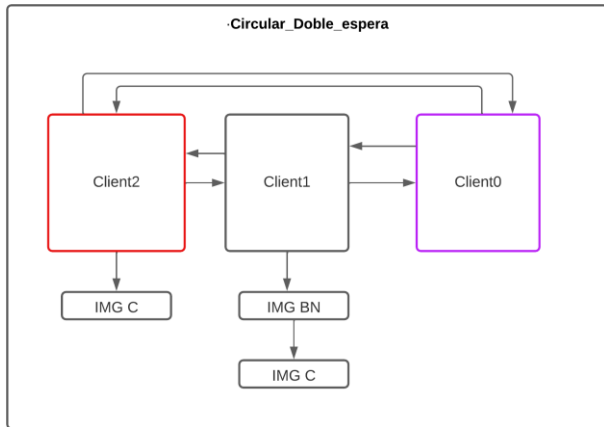 ·Circular_Doble_espera
Client2
Client1
Client0
IMG C
IMG BN
IMG C